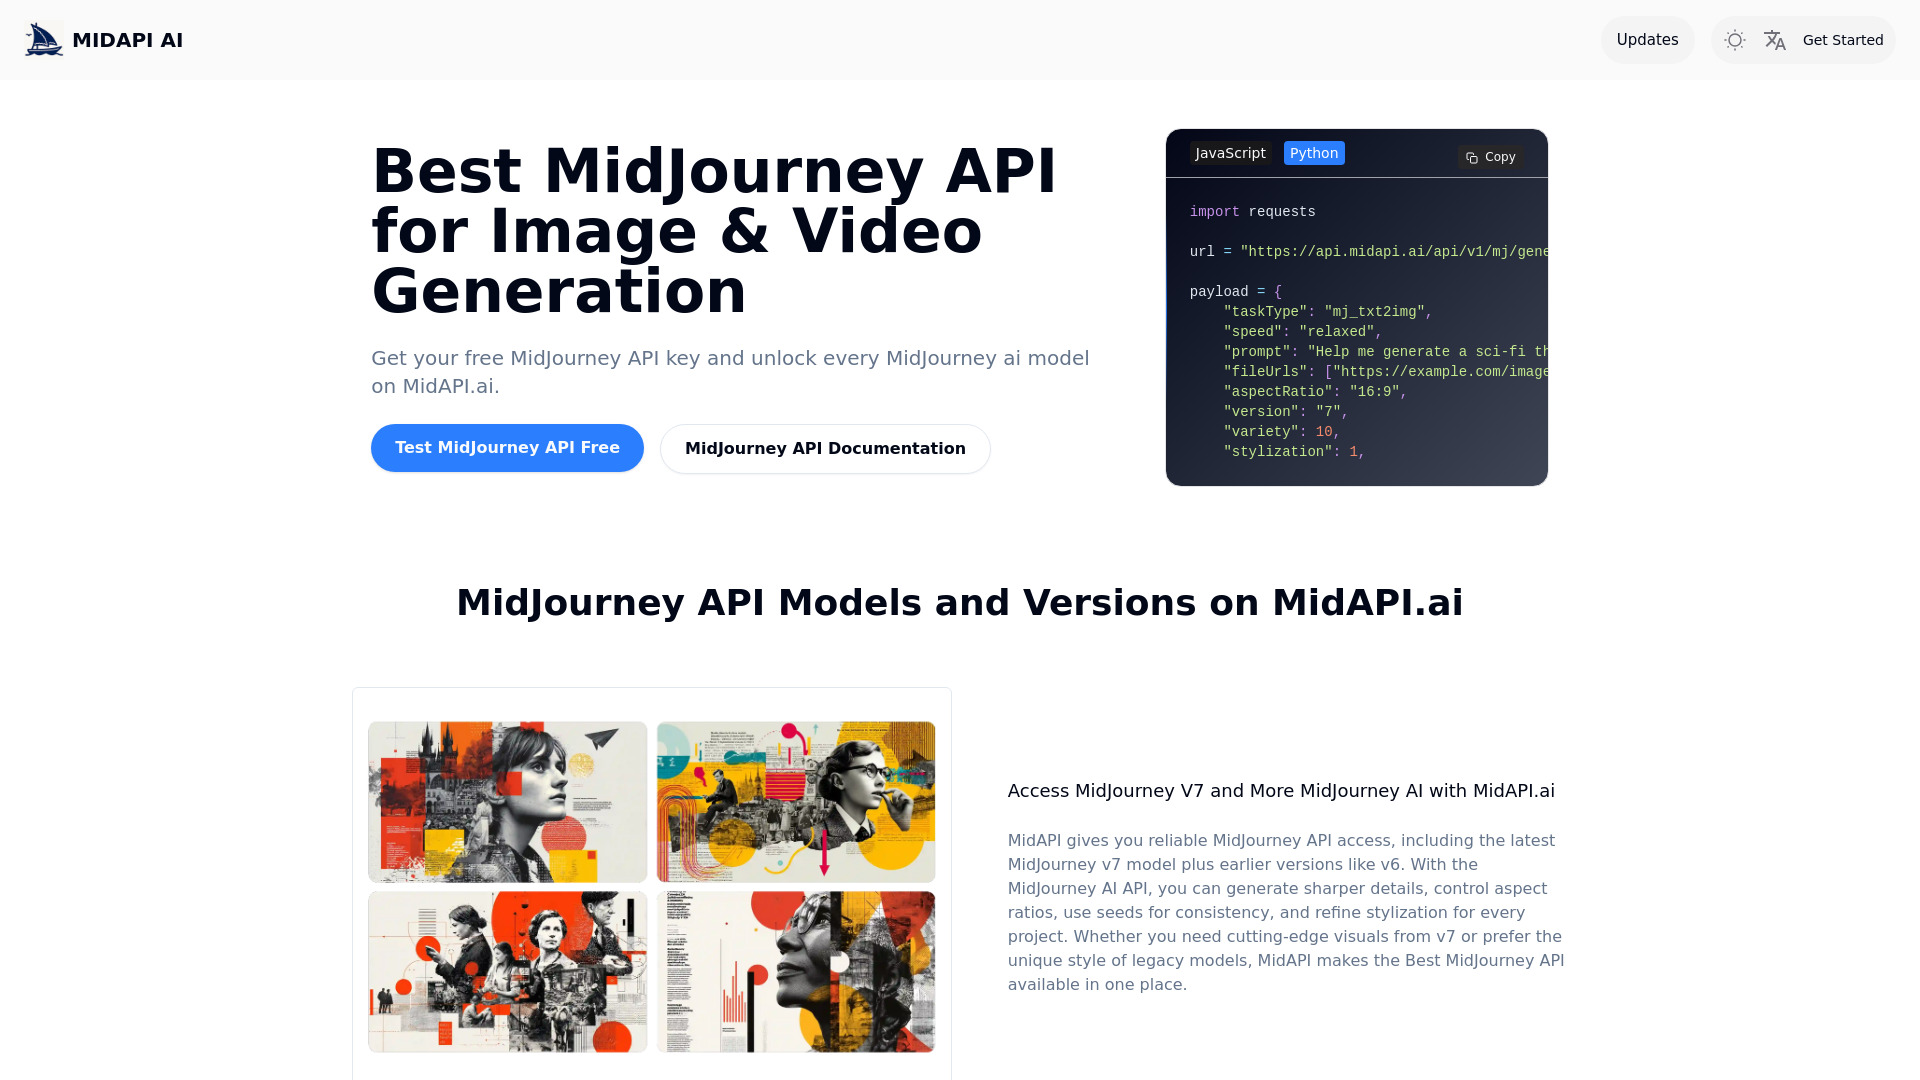 MIDAPI AI
Updates
Get Started
Best MidJourney API
for Image & Video
Generation
Get your free MidJourney API key and unlock every MidJourney ai model
on MidAPI.ai.
Test MidJourney API Free
MidJourney API Documentation
JavaScript
Python
Copy
import requests
url = "https://api.midapi.ai/api/v1/mj/gene
payload = {
"taskType": "mj_txt2img",
"speed": "relaxed",
"prompt": "Help me generate a sci-fi th
"fileUrls": ["https://example.com/image
"aspectRatio": "16:9",
"version": "7",
"variety": 10,
"stylization": 1,
MidJourney API Models and Versions on MidAPI.ai
Access MidJourney V7 and More MidJourney AI with MidAPI.ai
MidAPI gives you reliable MidJourney API access, including the latest
MidJourney v7 model plus earlier versions like v6. With the
MidJourney AI API, you can generate sharper details, control aspect
ratios, use seeds for consistency, and refine stylization for every
project. Whether you need cutting-edge visuals from v7 or prefer the
unique style of legacy models, MidAPI makes the Best MidJourney API
available in one place.